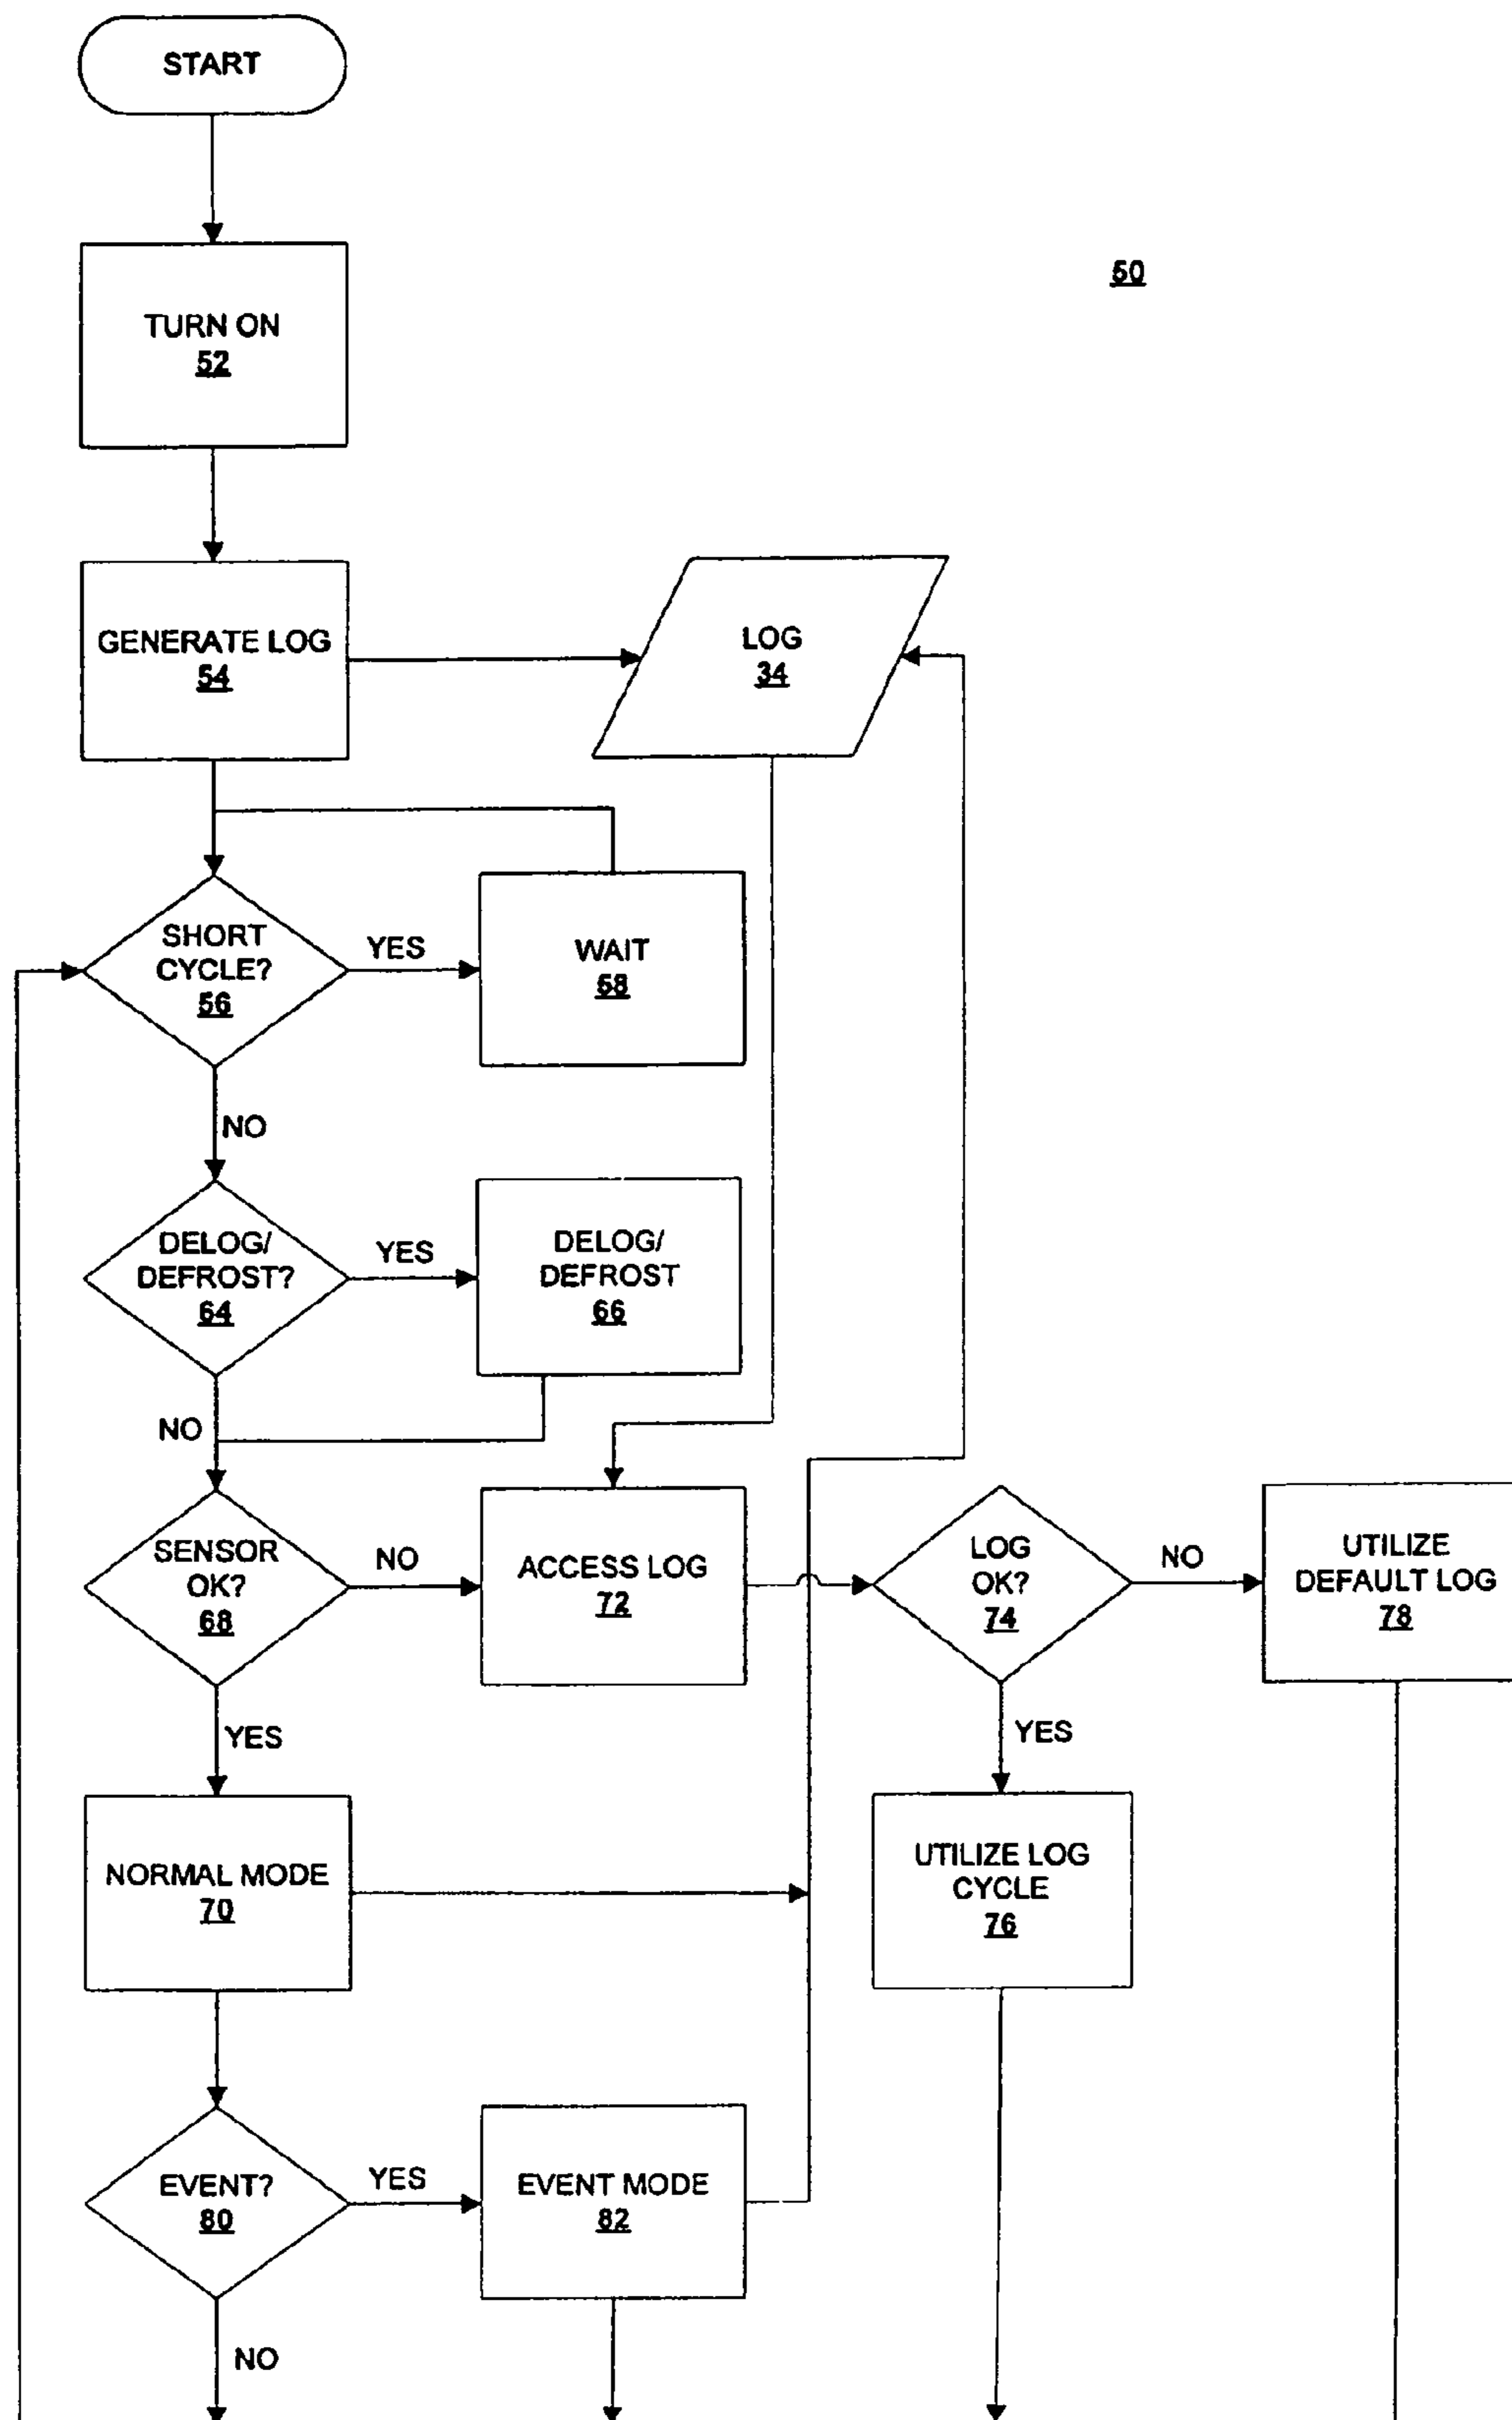 START
50
TURN ON
52
GENERATE LOG
54
LOG
34
SHORT
CYCLE?
56
YES
WAIT
58
NO
DELOG/
DEFROST?
64
YES
DELOG/
DEFROST
66
NO
SENSOR
OK?
68
NO
ACCESS LOG
72
LOG
OK?
74
NO
UTILIZE
DEFAULT LOG
78
YES
YES
NORMAL MODE
70
UTILIZE LOG
CYCLE
76
EVENT?
80
YES
EVENT MODE
82
NO